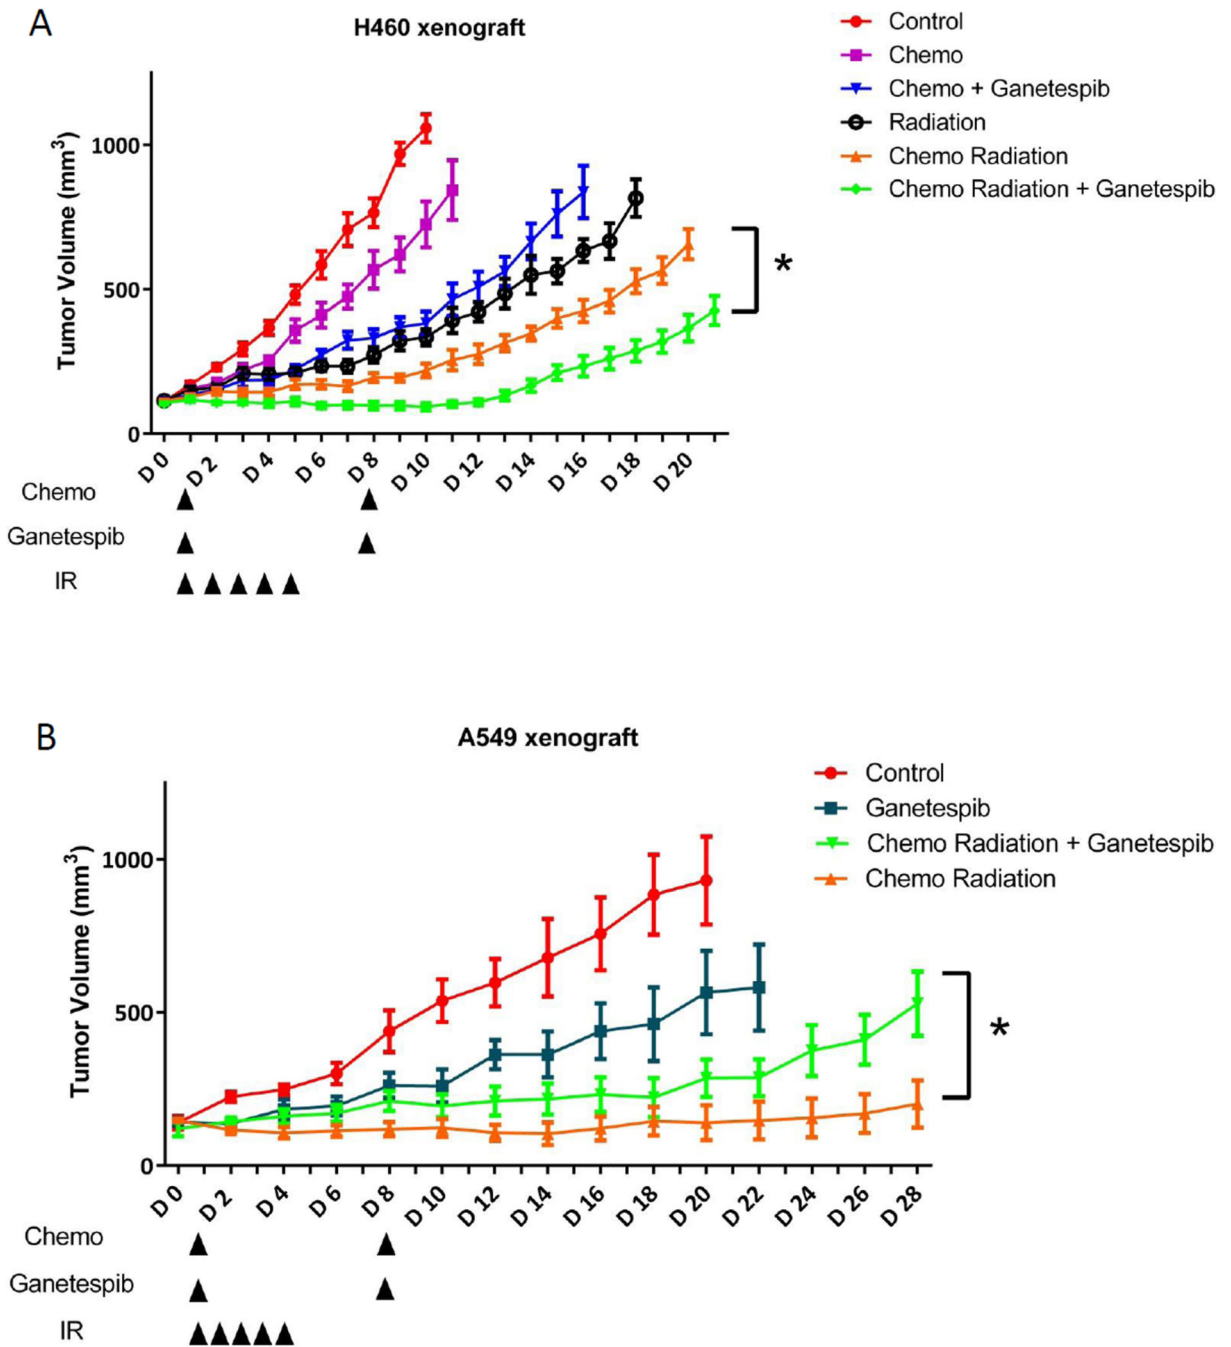 A
H460 xenograft
Control
Chemo
Chemo + Ganetespib
Radiation
Chemo Radiation
Chemo Radiation + Ganetespib
Tumor Volume (mm³)
1000
500
0
*
D 0 D 2 D 4 D 6 D 8 D 10 D 12 D 14 D 16 D 18 D 20
Chemo
Ganetespib
IR
B
A549 xenograft
Control
Ganetespib
Chemo Radiation + Ganetespib
Chemo Radiation
Tumor Volume (mm³)
1000
500
0
*
D 0 D 2 D 4 D 6 D 8 D 10 D 12 D 14 D 16 D 18 D 20 D 22 D 24 D 26 D 28
Chemo
Ganetespib
IR